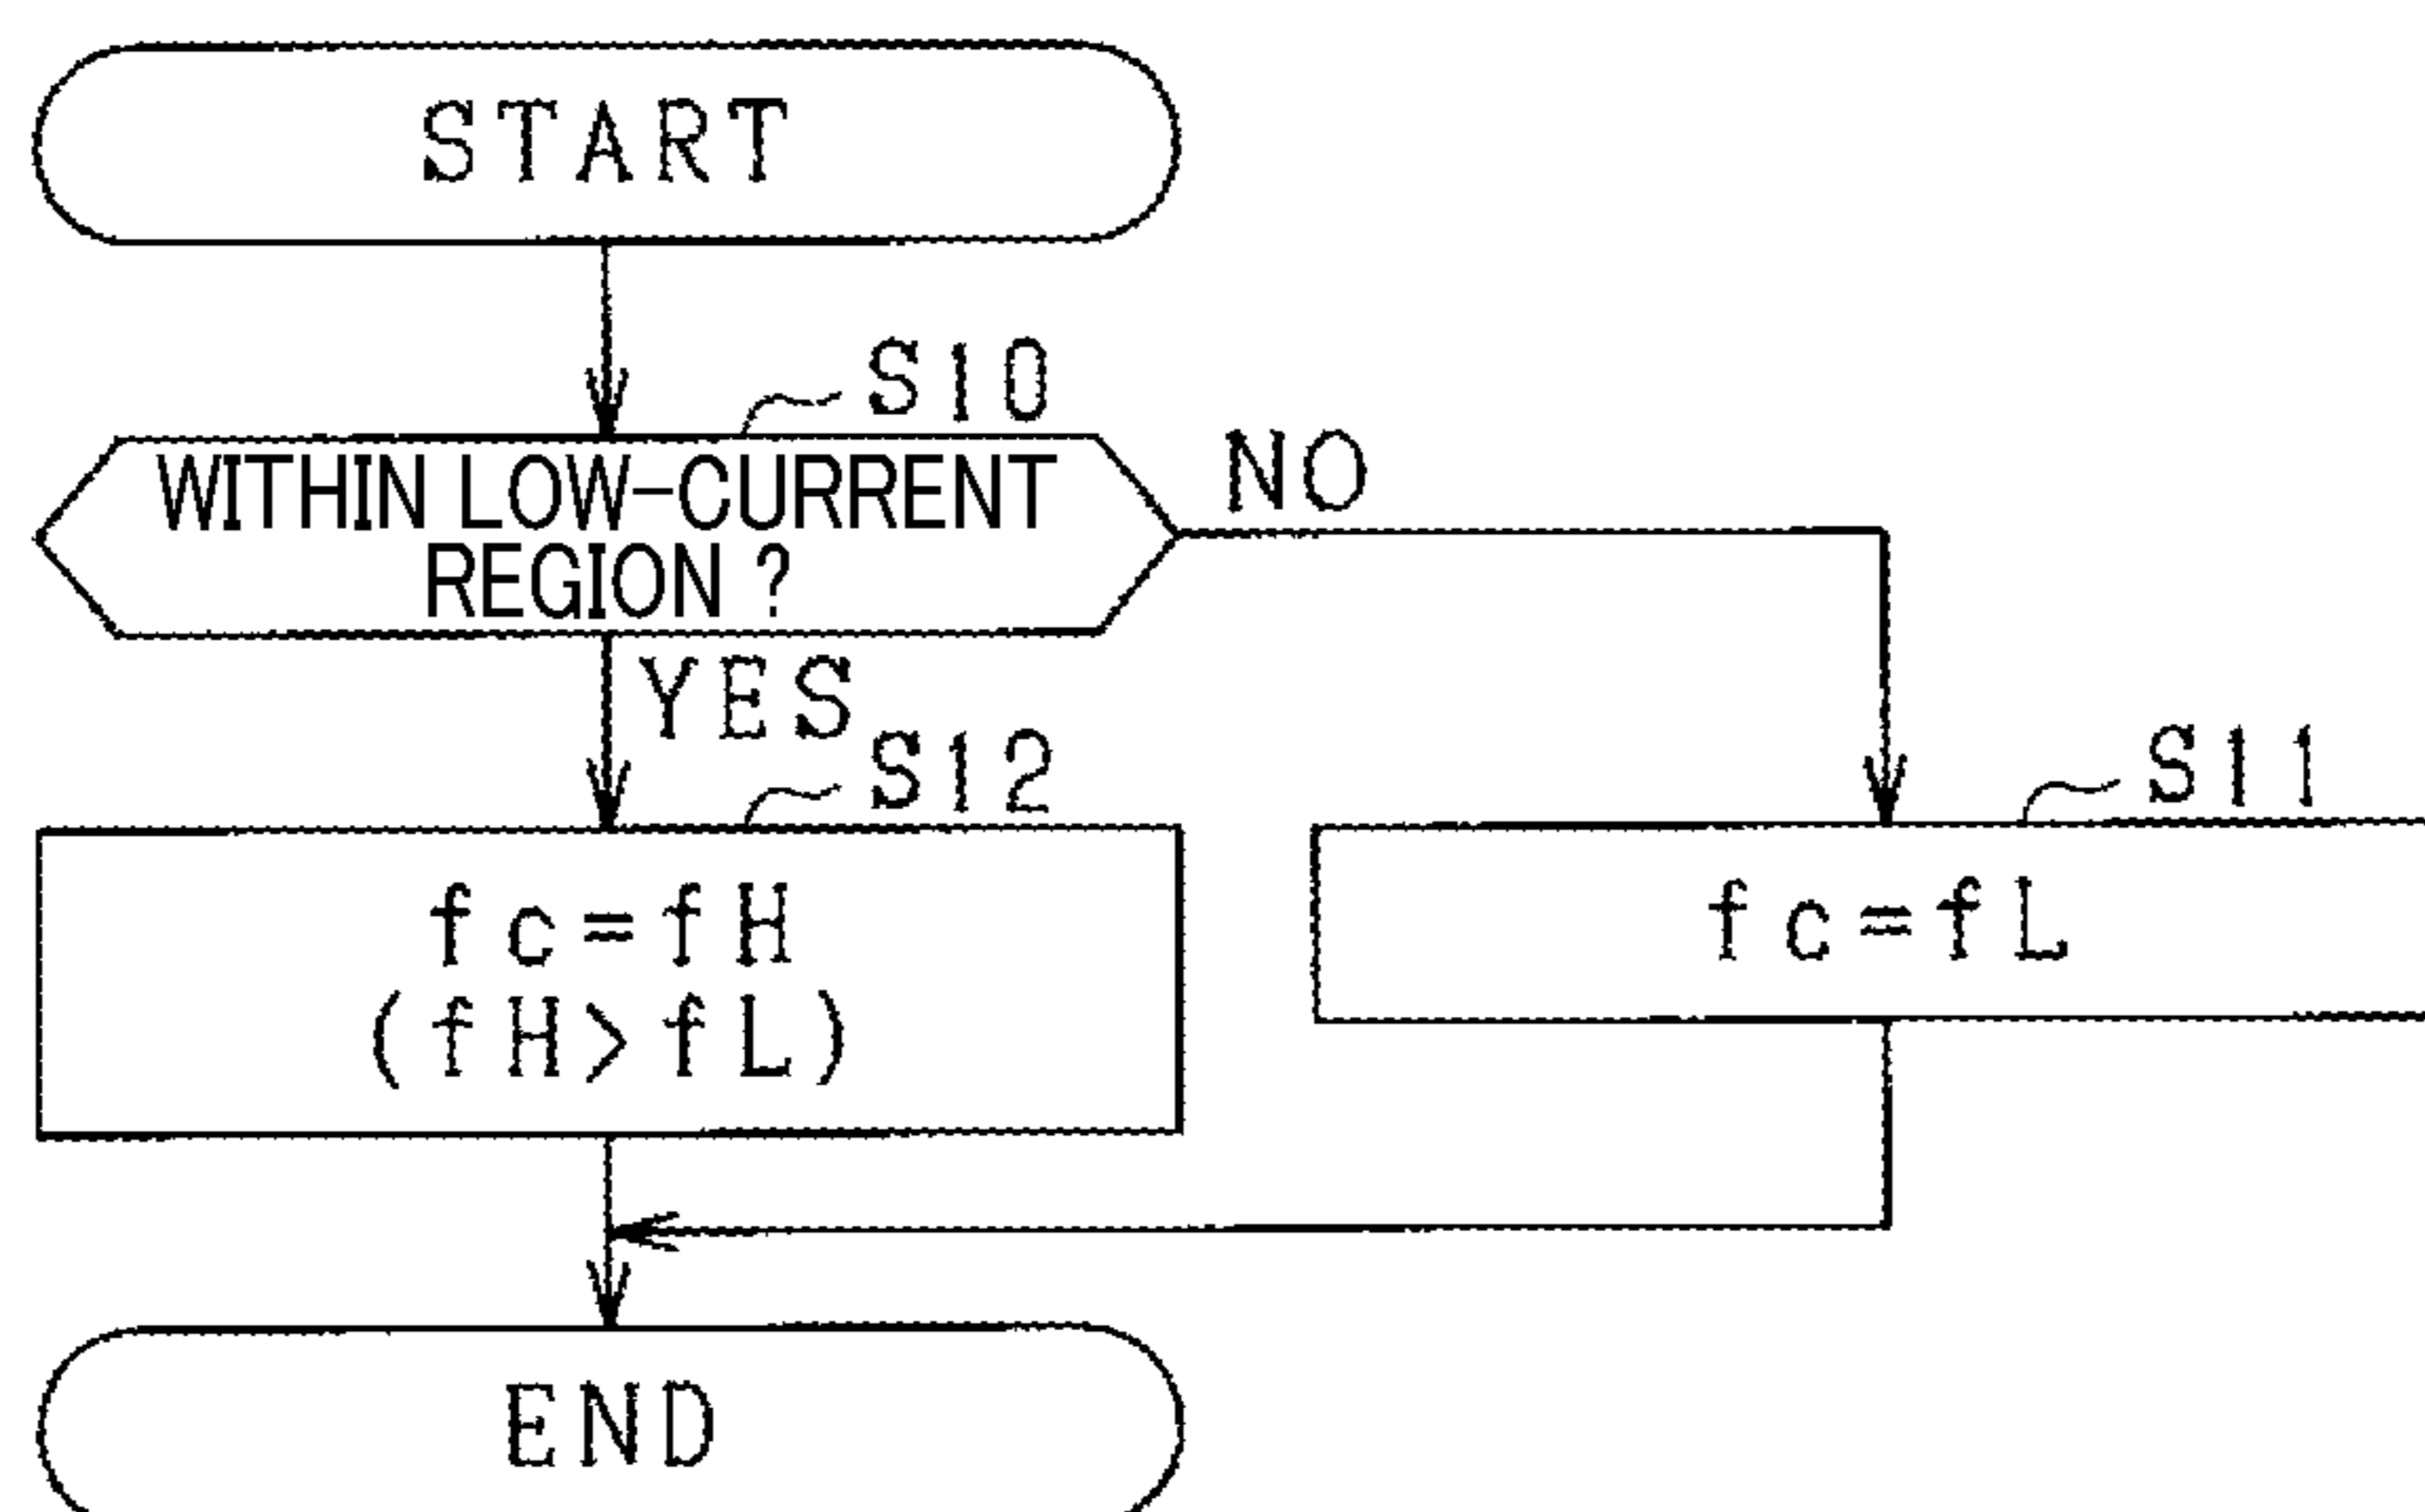 START
S10
WITHIN LOW-CURRENT
REGION ?
NO
YES
S12
S11
fc=fH
(fH>fL)
fc=fL
END